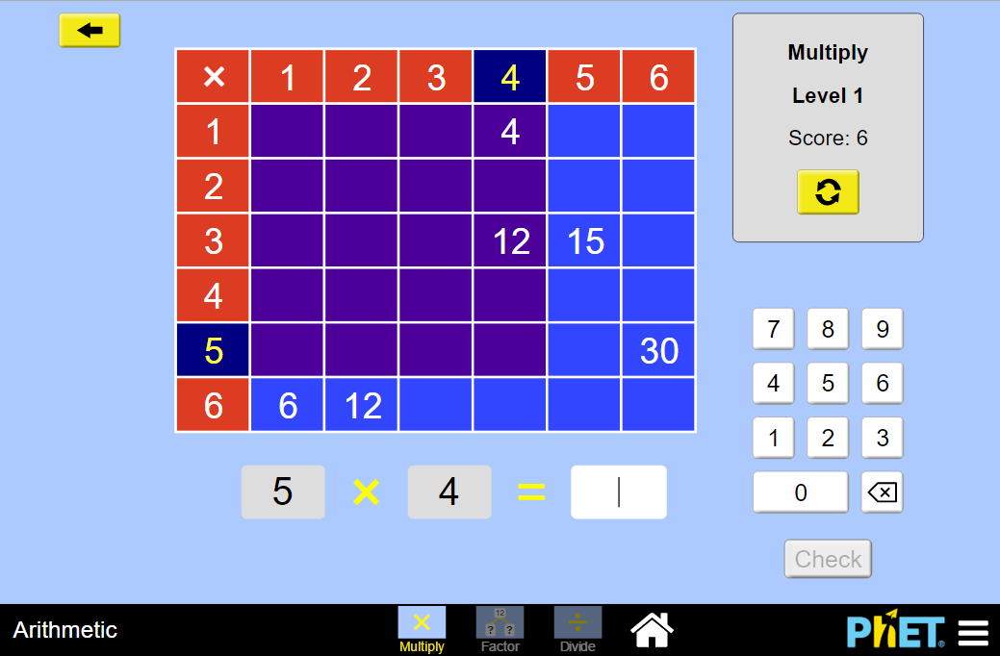 × 1 2 3 4 5 6
1 4
2
3 12 15
4
5 30
6 6 12
5 × 4 =
Multiply
Level 1
Score: 6
7 8 9
4 5 6
1 2 3
0
Check
Arithmetic
×
Multiply
12
? ?
Factor
÷
Divide
PhET